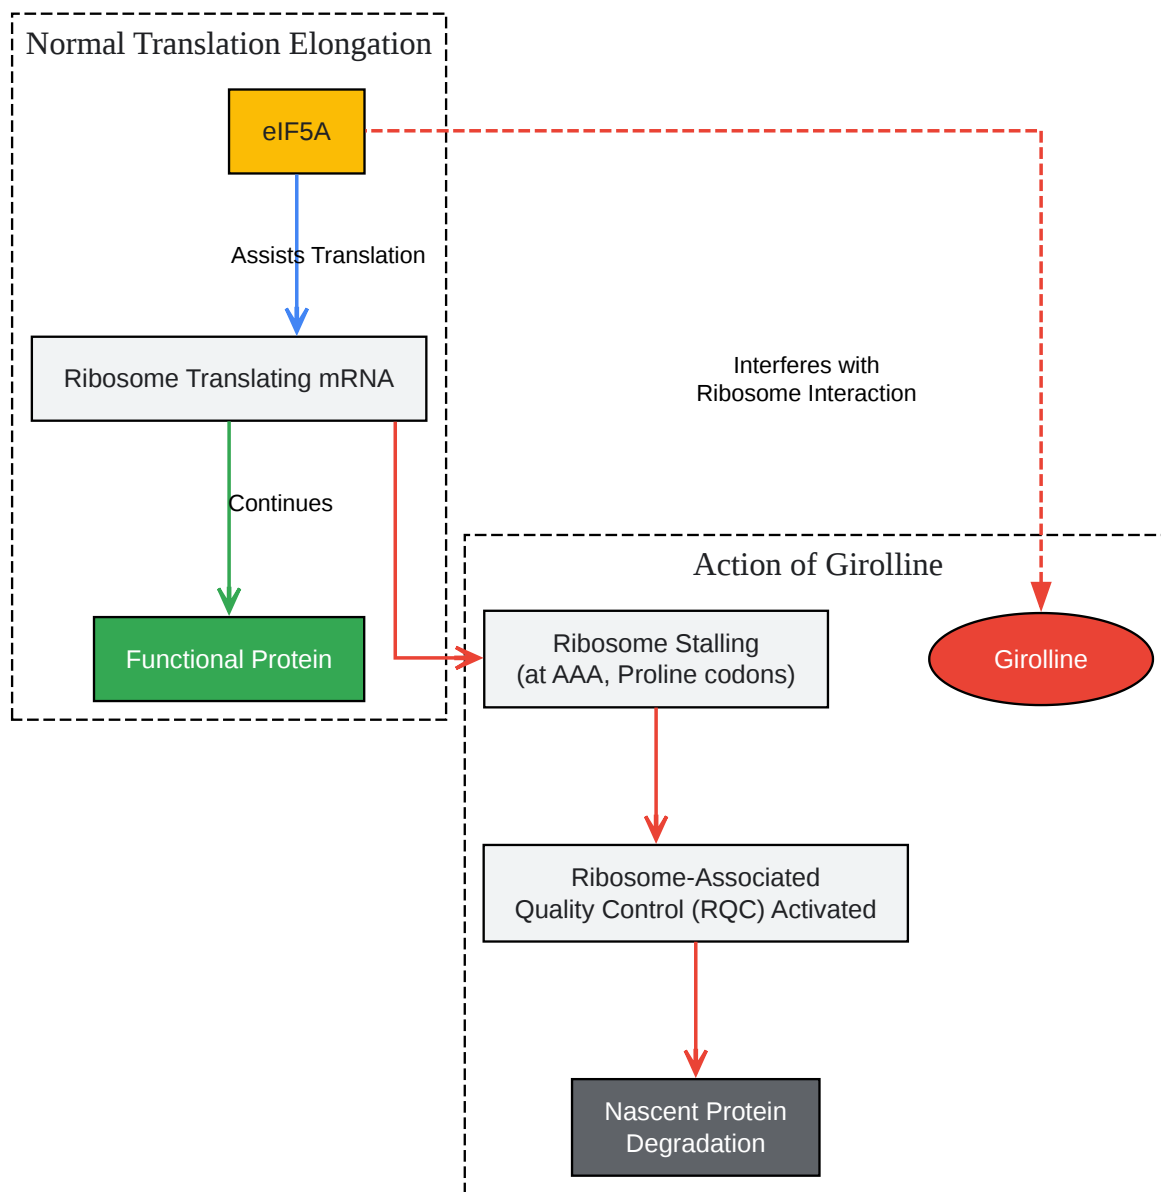 Normal Translation Elongation
eIF5A
Assists Translation
Ribosome Translating mRNA
Interferes with
Ribosome Interaction
Continues
Functional Protein
Action of Girolline
Ribosome Stalling
(at AAA, Proline codons)
Girolline
Ribosome-Associated
Quality Control (RQC) Activated
Nascent Protein
Degradation